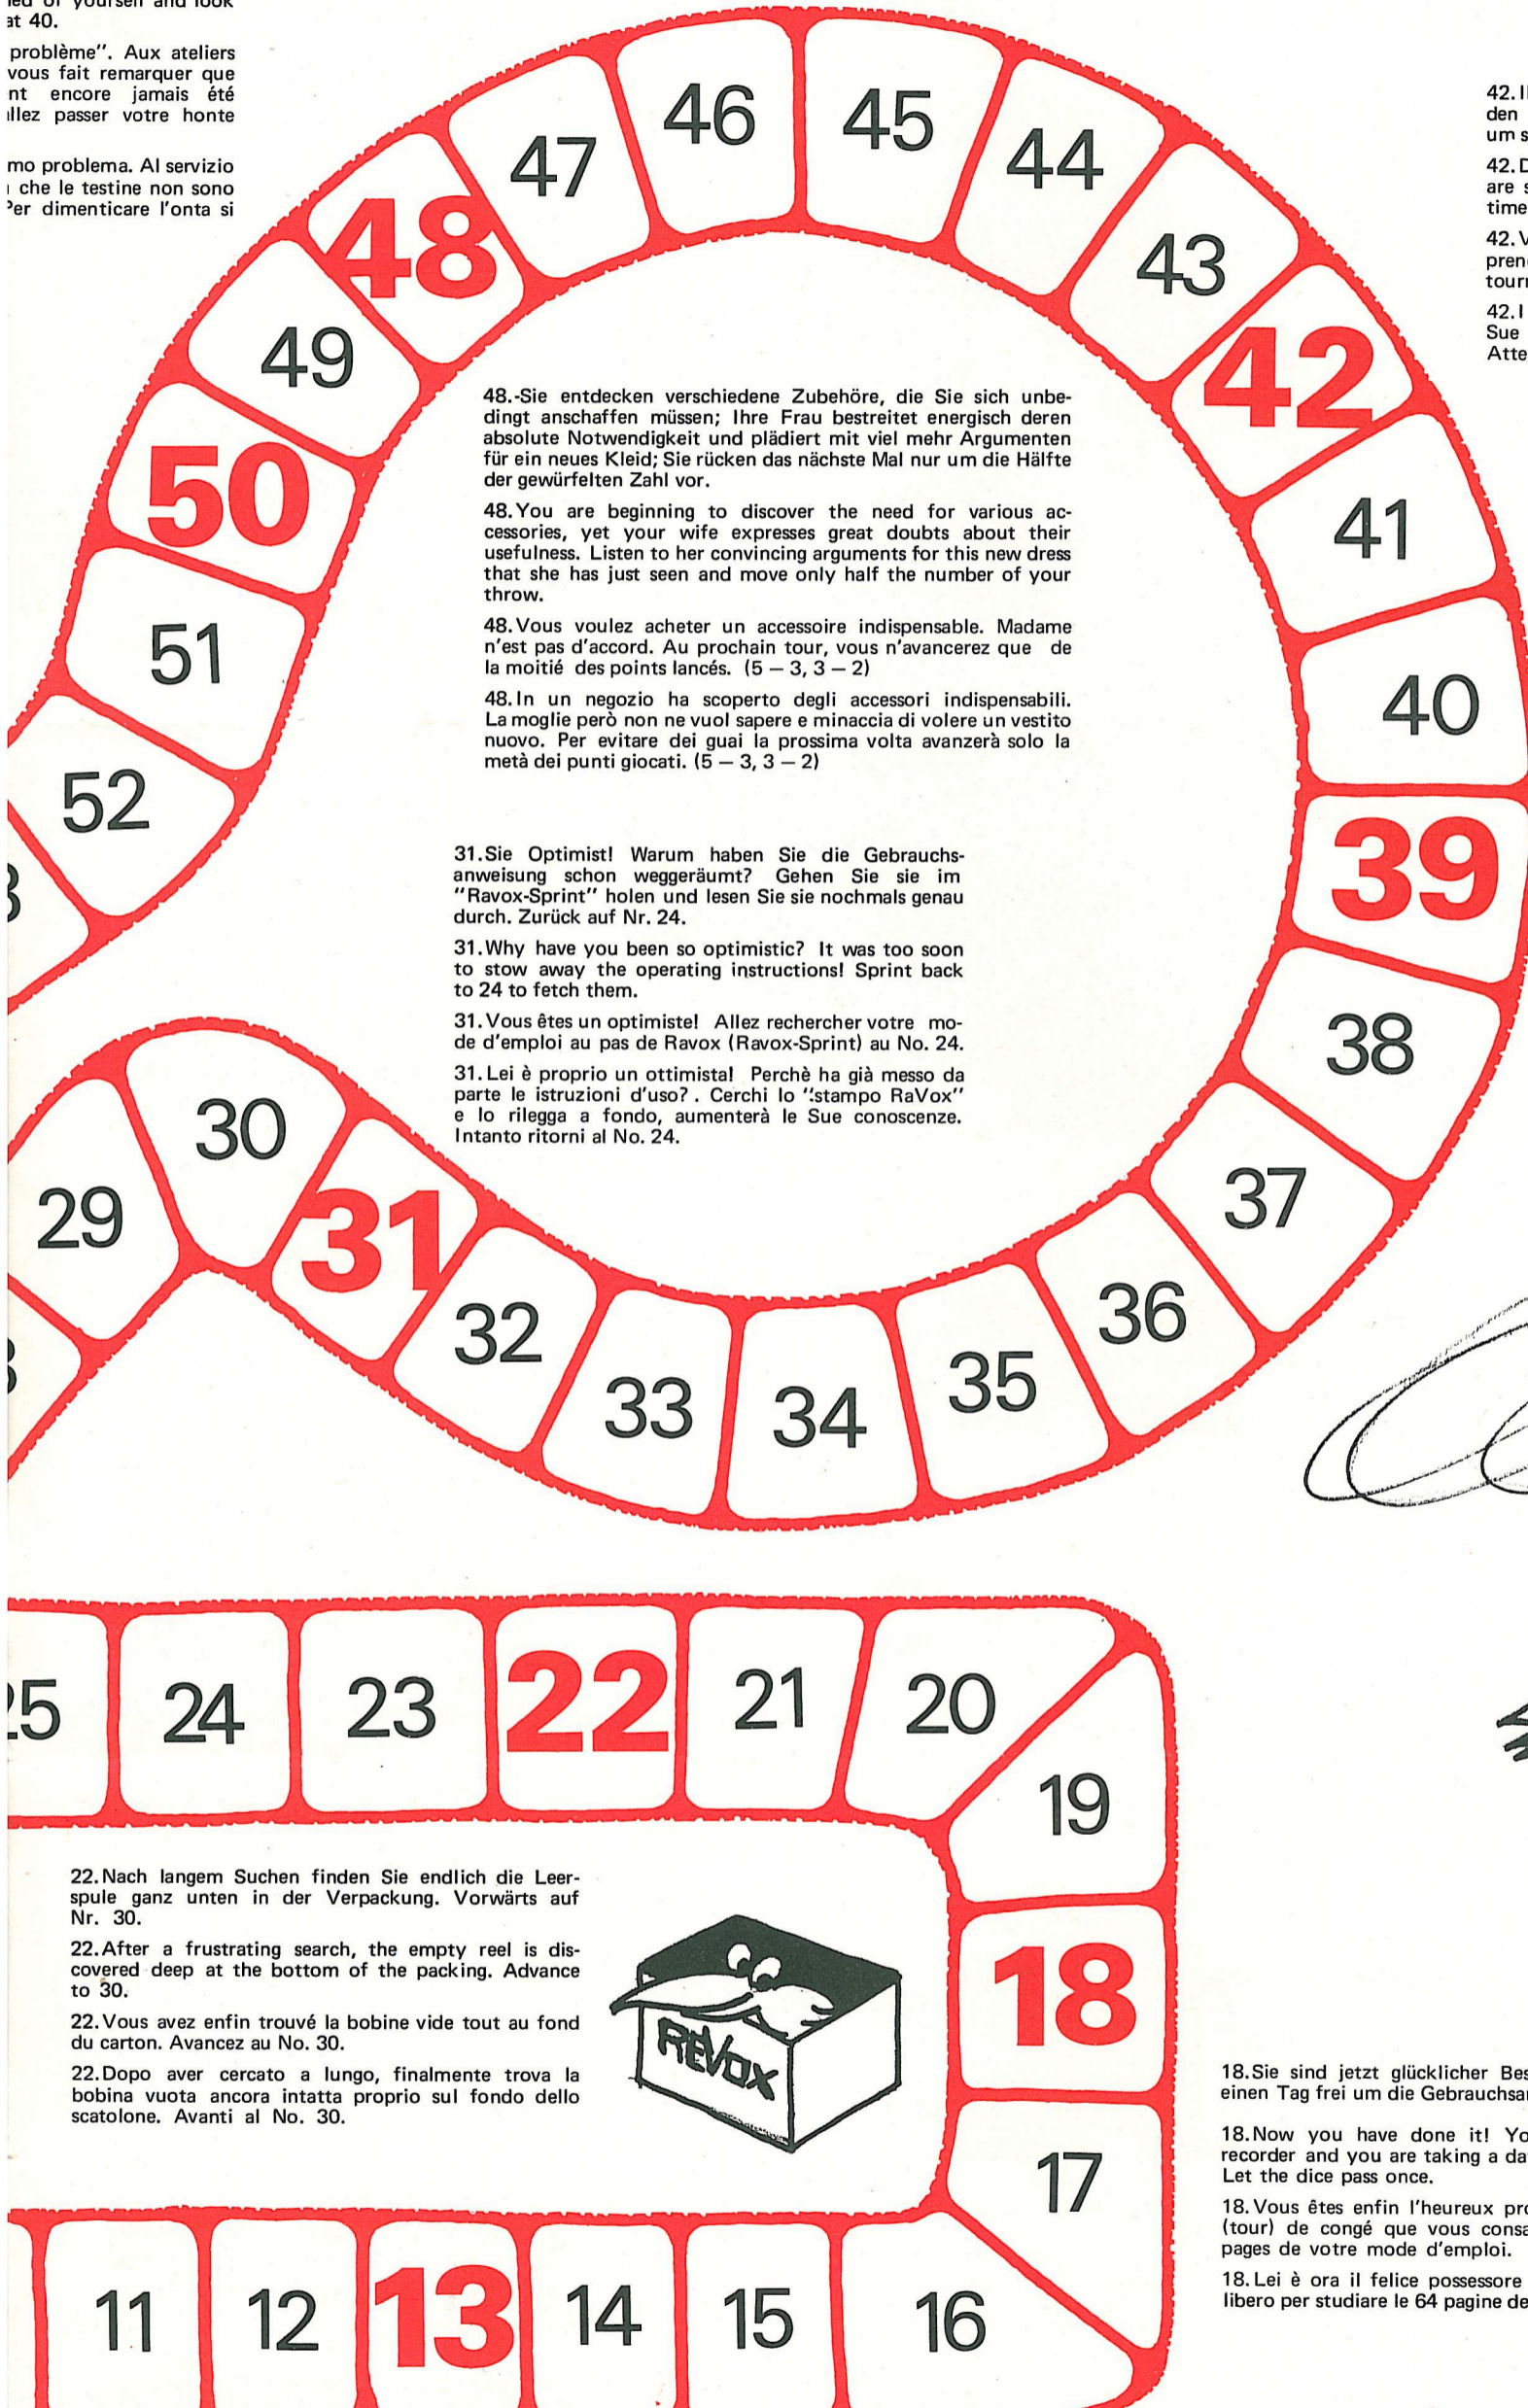 at 40.
problème". Aux ateliers
vous fait remarquer que
nt encore jamais été
llez passer votre honte
mo problema. Al servizio
che le testine non sono
Per dimenticare l'onta si
46
45
47
44
48
43
49
42
50
41
51
40
52
39
38
37
36
35
34
33
32
31
30
29
42.
den
um s
42.
are s
time
42.
pren
tour
42.
Sue
Atte
48.-Sie entdecken verschiedene Zubehöre, die Sie sich unbe-
dingt anschaffen müssen; Ihre Frau bestreitet energisch deren
absolute Notwendigkeit und plädiert mit viel mehr Argumenten
für ein neues Kleid; Sie rücken das nächste Mal nur um die Hälfte
der gewürfelten Zahl vor.
48.You are beginning to discover the need for various ac-
cessories, yet your wife expresses great doubts about their
usefulness. Listen to her convincing arguments for this new dress
that she has just seen and move only half the number of your
throw.
48.Vous voulez acheter un accessoire indispensable. Madame
n'est pas d'accord. Au prochain tour, vous n'avancerez que de
la moitié des points lancés. (5 – 3, 3 – 2)
48.In un negozio ha scoperto degli accessori indispensabili.
La moglie però non ne vuol sapere e minaccia di volere un vestito
nuovo. Per evitare dei guai la prossima volta avanzerà solo la
metà dei punti giocati. (5 – 3, 3 – 2)
31.Sie Optimist! Warum haben Sie die Gebrauchs-
anweisung schon weggeräumt? Gehen Sie sie im
"Ravox-Sprint" holen und lesen Sie sie nochmals genau
durch. Zurück auf Nr. 24.
31.Why have you been so optimistic? It was too soon
to stow away the operating instructions! Sprint back
to 24 to fetch them.
31.Vous êtes un optimiste! Allez rechercher votre mo-
de d'emploi au pas de Ravox (Ravox-Sprint) au No. 24.
31. Lei è proprio un ottimista! Perchè ha già messo da
parte le istruzioni d'uso? . Cerchi lo "stampo RaVox"
e lo rilegga a fondo, aumenterà le Sue conoscenze.
Intanto ritorni al No. 24.
25
24
23
22
21
20
19
18
17
22.Nach langem Suchen finden Sie endlich die Leer-
spule ganz unten in der Verpackung. Vorwärts auf
Nr. 30.
22.After a frustrating search, the empty reel is dis-
covered deep at the bottom of the packing. Advance
to 30.
22.Vous avez enfin trouvé la bobine vide tout au fond
du carton. Avancez au No. 30.
22.Dopo aver cercato a lungo, finalmente trova la
bobina vuota ancora intatta proprio sul fondo dello
scatolone. Avanti al No. 30.
REVOX
18.Sie sind jetzt glücklicher Bes
einen Tag frei um die Gebrauchsa
18.Now you have done it! Yo
recorder and you are taking a da
Let the dice pass once.
18.Vous êtes enfin l'heureux pro
(tour) de congé que vous consa
pages de votre mode d'emploi.
18. Lei è ora il felice possessore
libero per studiare le 64 pagine de
11
12
13
14
15
16